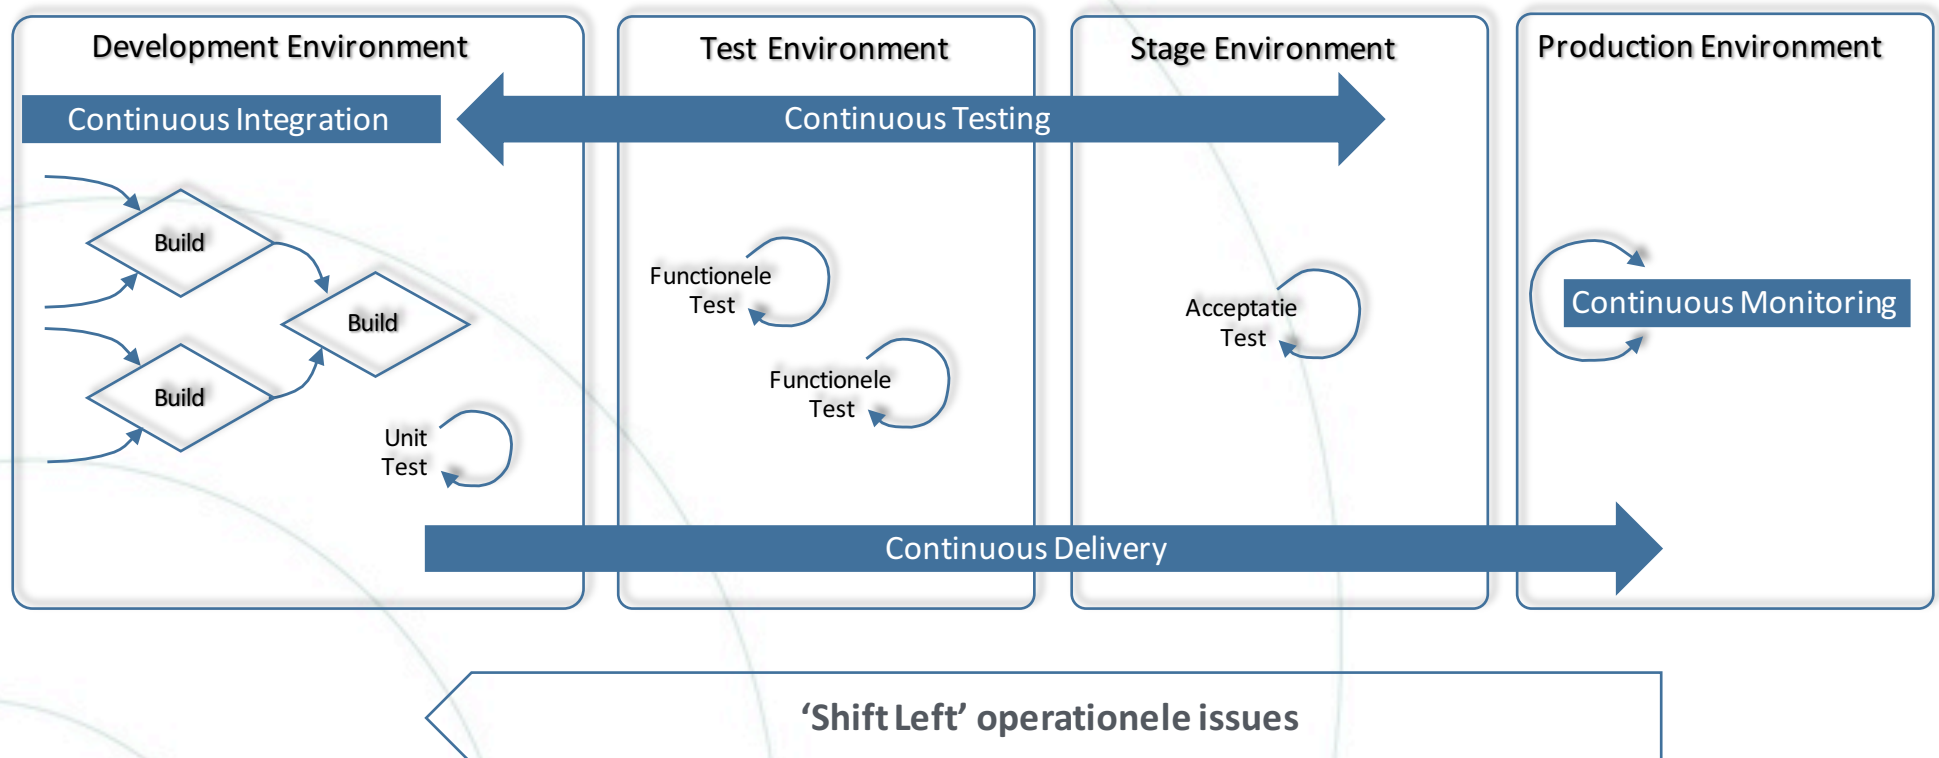 Development Environment
Test Environment
Stage Environment
Production Environment
Continuous Integration
Continuous Testing
Build
Build
Build
Unit
Test
Functionele
Test
Functionele
Test
Acceptatie
Test
Continuous Monitoring
Continuous Delivery
‘Shift Left’ operationele issues